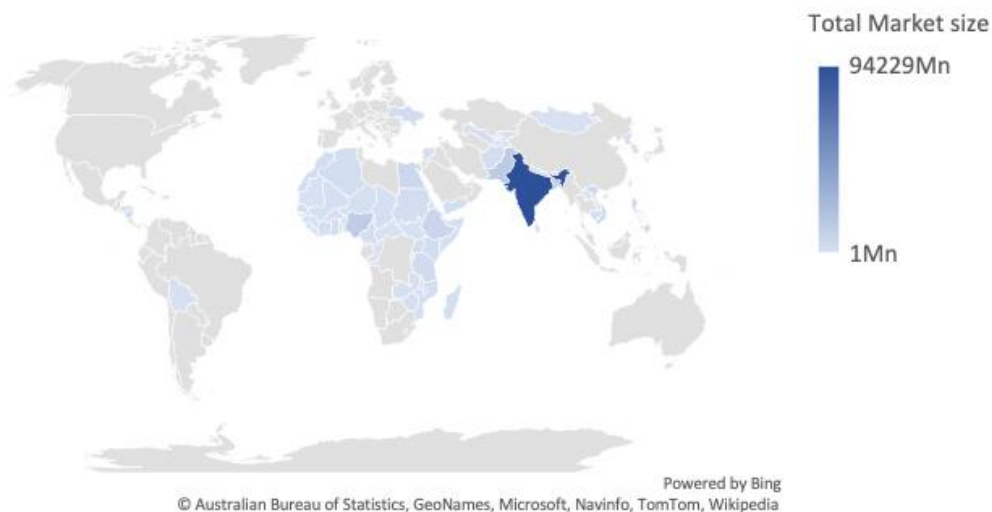 Total Market size
94229Mn
1Mn
Powered by Bing
© Australian Bureau of Statistics, GeoNames, Microsoft, Navinfo, TomTom, Wikipedia